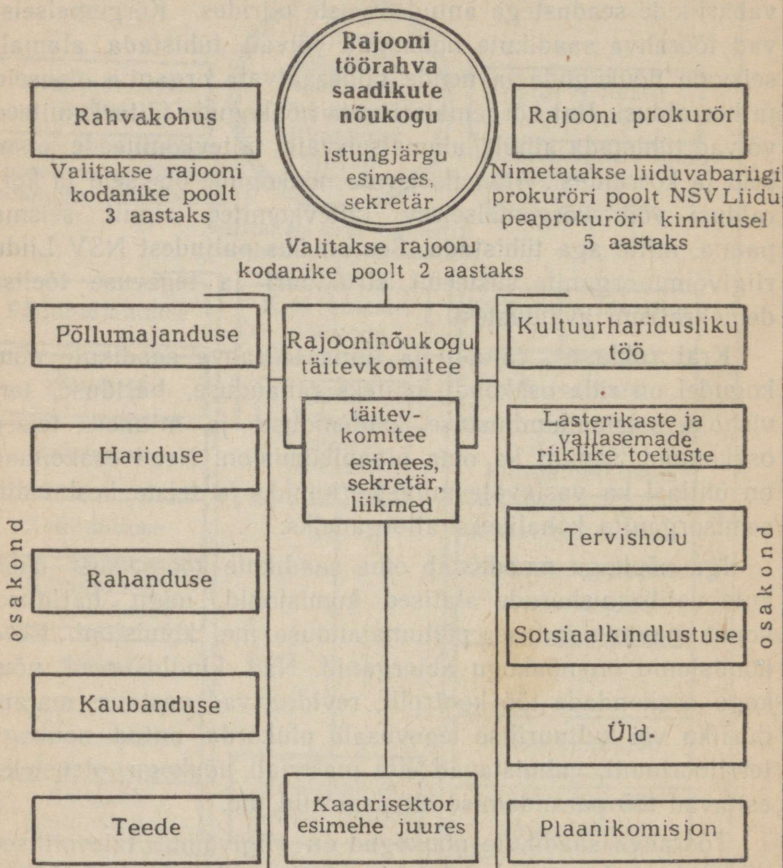 Rajooni
töörahva
saadikute
nõukogu
istungjärgu
esimees,
sekretär
Rahvakohus
Valitakse rajooni
kodanike poolt
3 aastaks
Rajooni prokurör
Nimetatakse liiduvabariigi
prokuröri poolt NSV Liidu
peaprokuröri kinnitusel
5 aastaks
Valitakse rajoonı
kodanike poolt 2 aastaks
Põllumajanduse
Rajooninõukogu
täitevkomitee
Kultuurharidusliku
töö
täitev-
komitee
esimees,
sekretär,
liikmed
Hariduse
Lasterikaste ja
vallasemade
riiklike toetuste
osakond
Tervishoiu
osakond
Rahanduse
Sotsiaalkindlustuse
Kaubanduse
Üld-
Teede
Kaadrisektor
esimehe juures
Plaanikomisjon